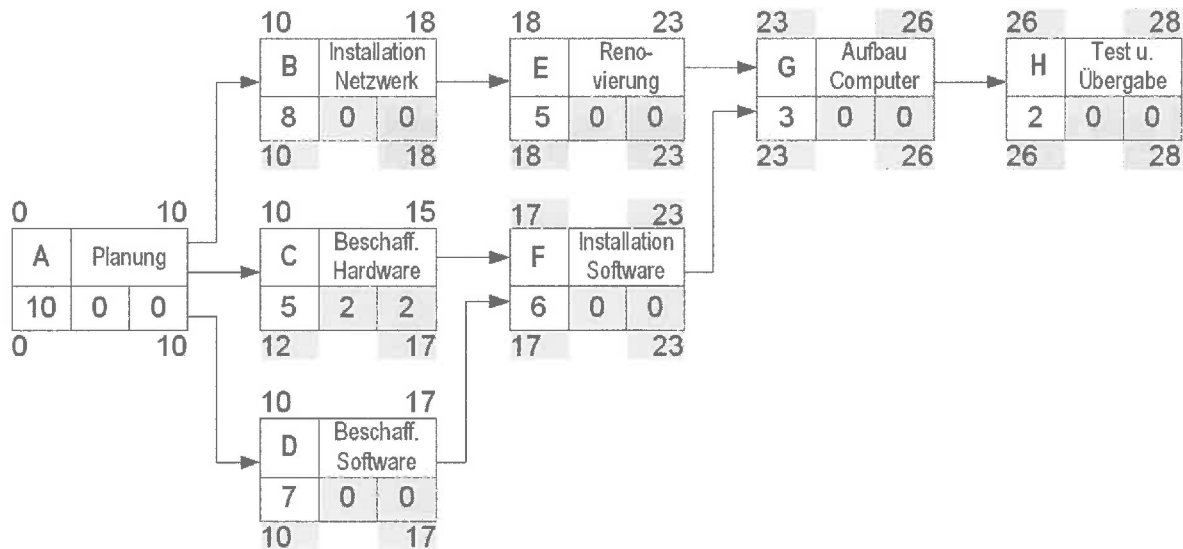 10 18
B Installation Netzwerk
8 0 0
10 18
18 23
E Reno-
vierung
5 0 0
18 23
23 26
G Aufbau
Computer
3 0 0
23 26
26 28
H Test u.
Übergabe
2 0 0
26 28
0 10
A Planung
10 0 0
0 10
10 15
C Beschaff.
Hardware
5 2 2
12 17
17 23
F Installation
Software
6 0 0
17 23
10 17
D Beschaff.
Software
7 0 0
10 17